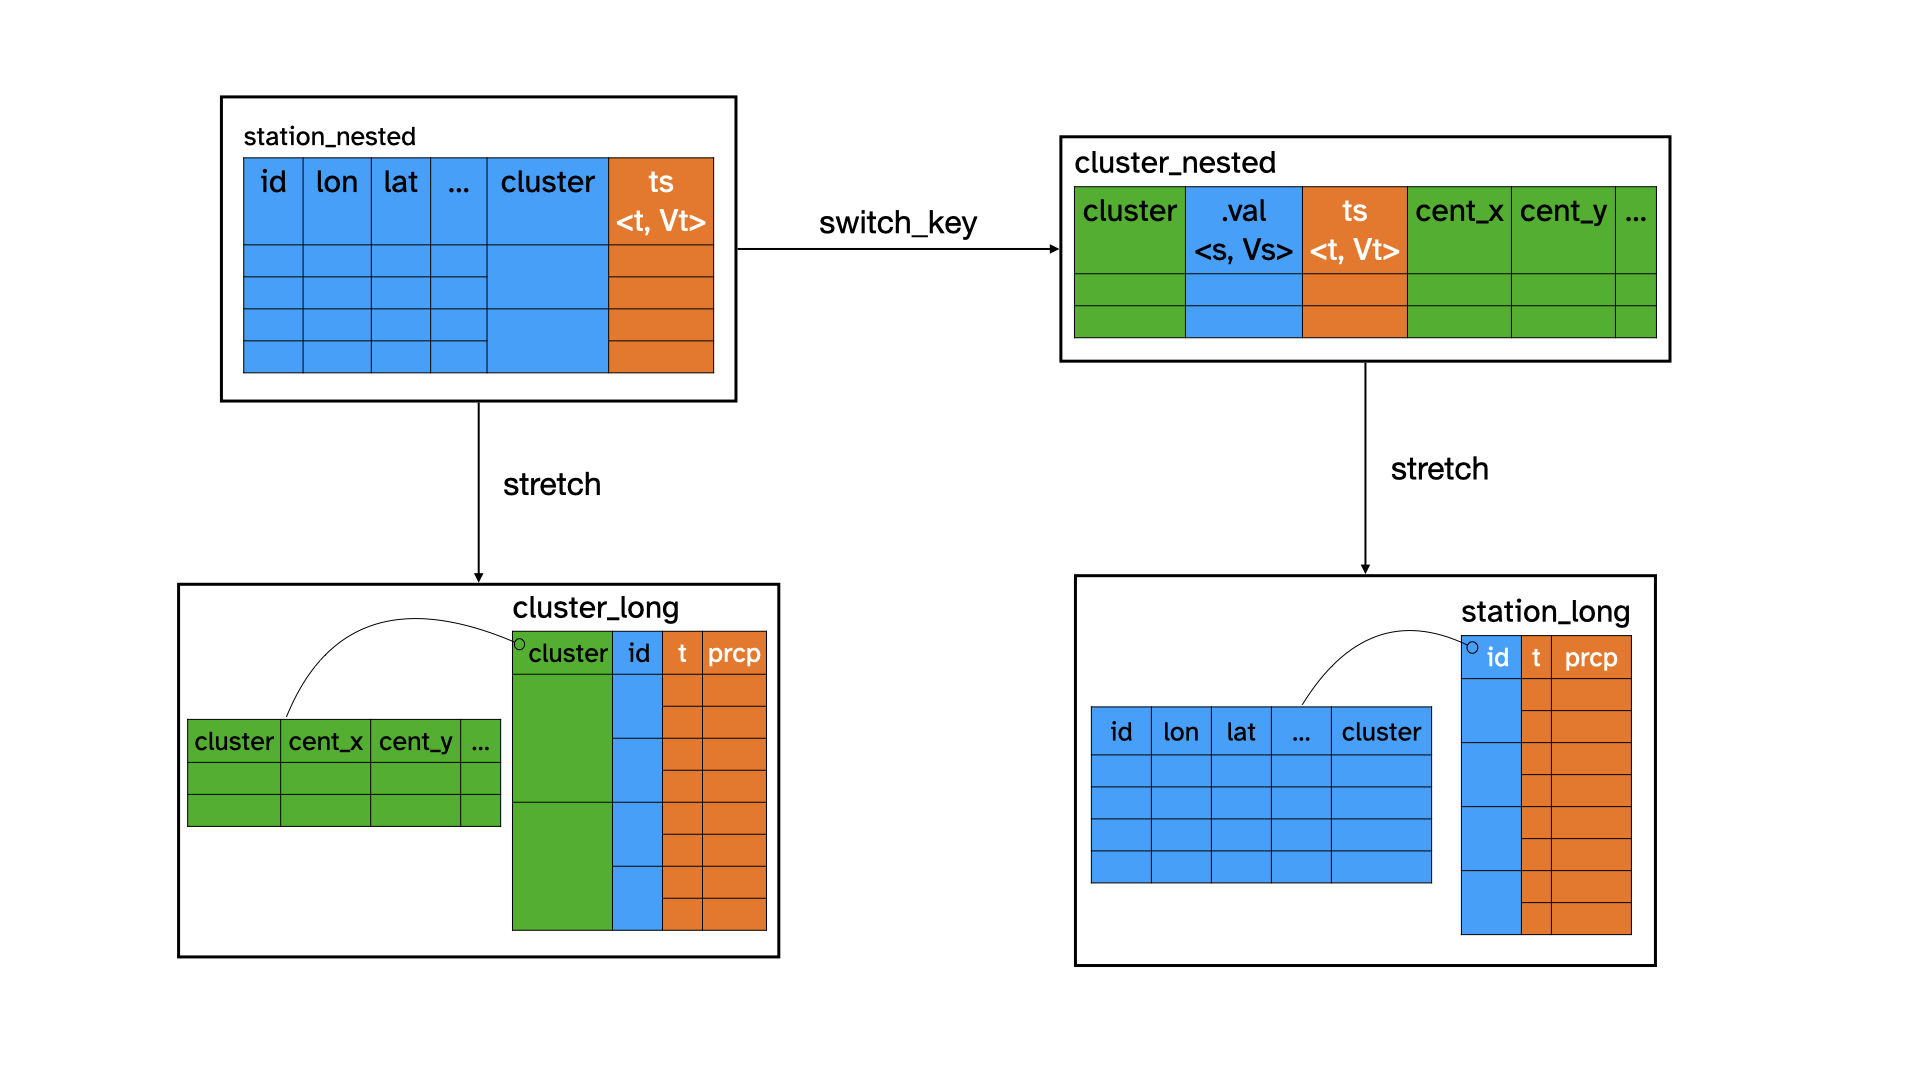 station_nested
id lon lat ... cluster ts
<t, Vt>
switch_key
cluster_nested
cluster .val ts cent_x cent_y ...
<s, Vs> <t, Vt>
stretch
stretch
cluster_long
cluster id t prcp
cluster cent_x cent_y ...
station_long
id t prcp
id lon lat ... cluster